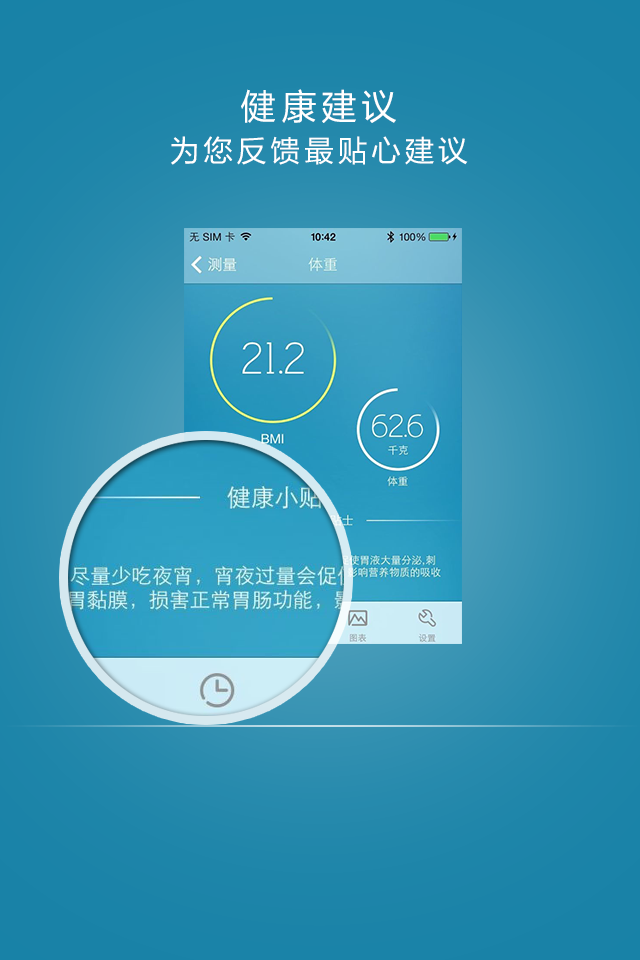 健康建议
为您反馈最贴心建议
无 SIM 卡 10:42 100%
测量 体重
21.2
BMI
62.6
千克
体重
健康小贴
士
尽量少吃夜宵，宵夜过量会促
使胃液大量分泌,刺
胃黏膜，损害正常胃肠功能，
影响营养物质的吸收
图表 设置